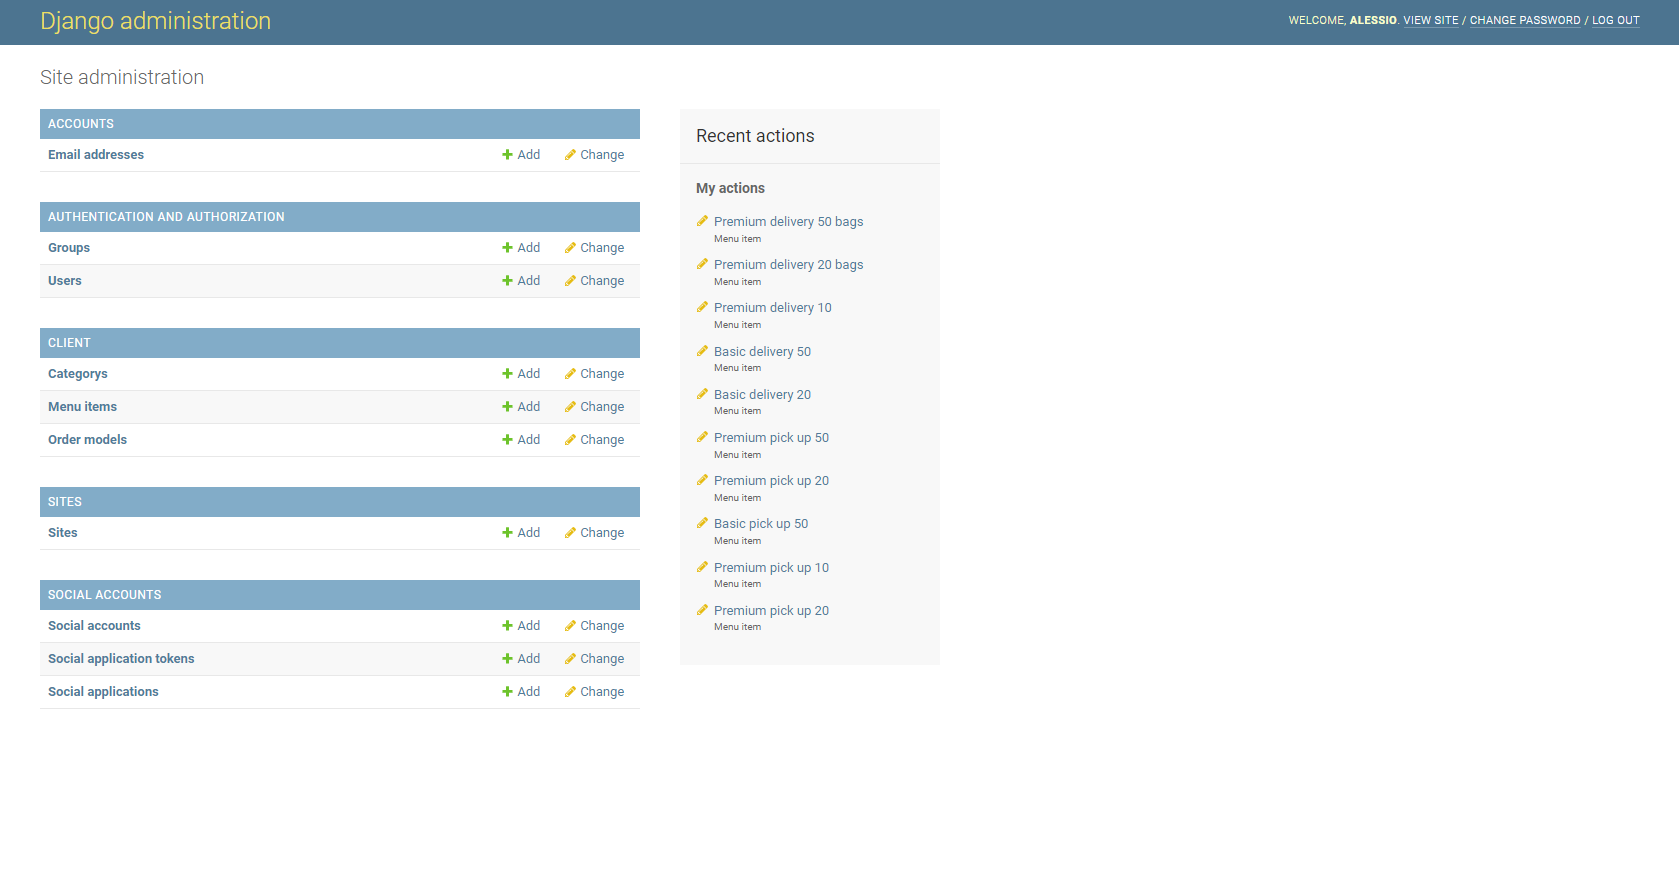 Django administration
WELCOME, ALESSIO. VIEW SITE / CHANGE PASSWORD / LOG OUT
Site administration
ACCOUNTS
Email addresses Add Change
AUTHENTICATION AND AUTHORIZATION
Groups Add Change
Users Add Change
CLIENT
Categorys Add Change
Menu items Add Change
Order models Add Change
SITES
Sites Add Change
SOCIAL ACCOUNTS
Social accounts Add Change
Social application tokens Add Change
Social applications Add Change
Recent actions
My actions
Premium delivery 50 bags
Menu item
Premium delivery 20 bags
Menu item
Premium delivery 10
Menu item
Basic delivery 50
Menu item
Basic delivery 20
Menu item
Premium pick up 50
Menu item
Premium pick up 20
Menu item
Basic pick up 50
Menu item
Premium pick up 10
Menu item
Premium pick up 20
Menu item